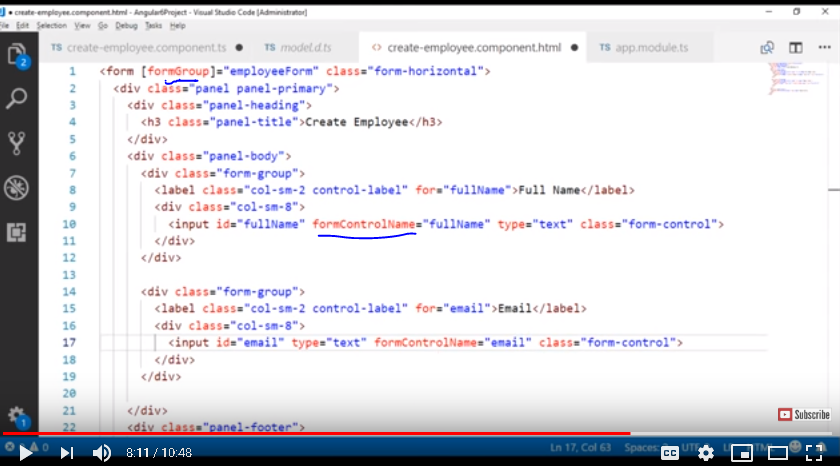 create-employee.component.html - Angular6Project - Visual Studio Code [Administrator]
File Edit Selection View Go Debug Tasks Help
TS create-employee.component.ts
TS model.d.ts
<> create-employee.component.html
TS app.module.ts
2
1 <form [formGroup]="employeeForm" class="form-horizontal">
2 <div class="panel panel-primary">
3 <div class="panel-heading">
4 <h3 class="panel-title">Create Employee</h3>
5 </div>
6 <div class="panel-body">
7 <div class="form-group">
8 <label class="col-sm-2 control-label" for="fullName">Full Name</label>
9 <div class="col-sm-8">
10 <input id="fullName" formControlName="fullName" type="text" class="form-control">
11 </div>
12 </div>
13
14 <div class="form-group">
15 <label class="col-sm-2 control-label" for="email">Email</label>
16 <div class="col-sm-8">
17 <input id="email" type="text" formControlName="email" class="form-control">
18 </div>
19 </div>
20
21 </div>
22 <div class="panel-footer">
1
Subscribe
0
Ln 17, Col 63
8:11 / 10:48
CC